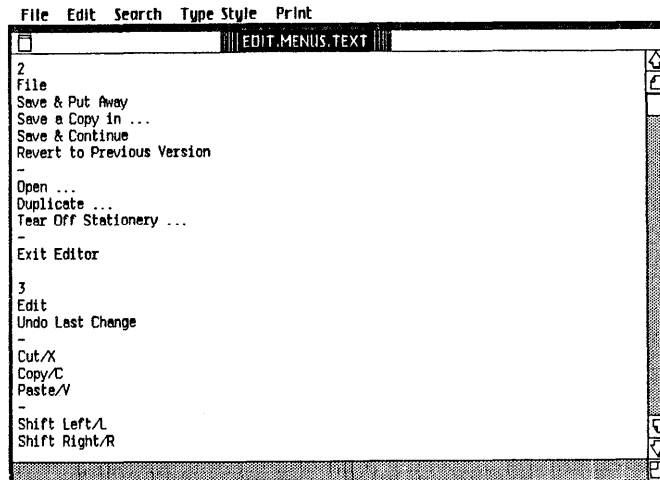 File Edit Search Type Style Print
EDIT.MENUS.TEXT
2
File
Save & Put Away
Save a Copy in ...
Save & Continue
Revert to Previous Version
-
Open ...
Duplicate ...
Tear Off Stationery ...
-
Exit Editor
3
Edit
Undo Last Change
-
Cut/X
Copy/C
Paste/V
-
Shift Left/L
Shift Right/R